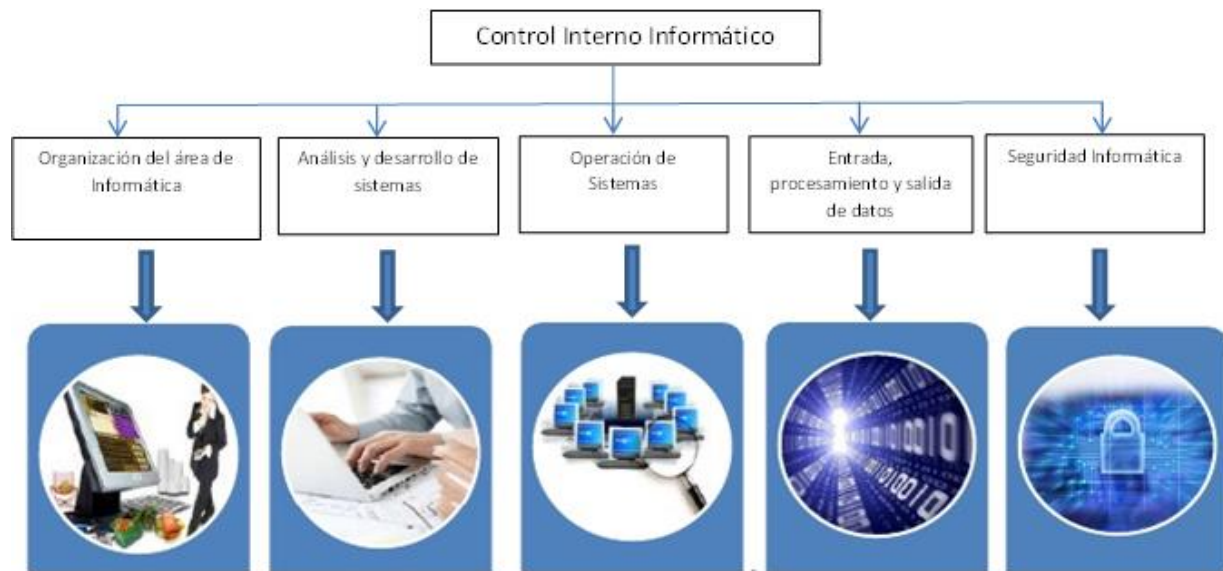 Control Interno Informático
Organización del área de
Informática
Análisis y desarrollo de
sistemas
Operación de
Sistemas
Entrada,
procesamiento y salida
de datos
Seguridad Informática